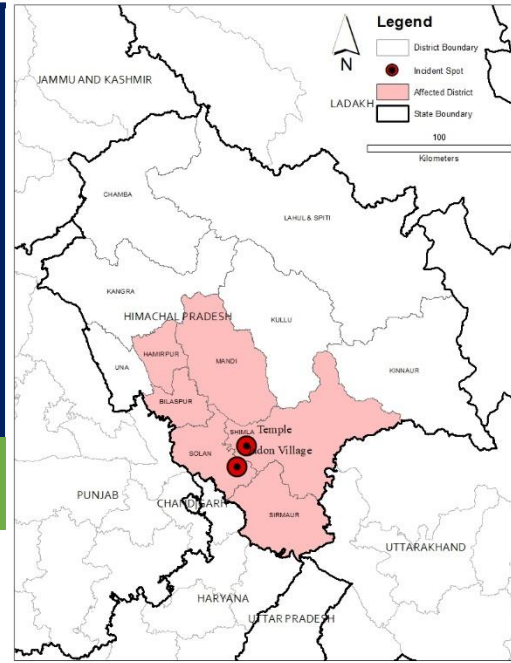 Legend
District Boundary
Incident Spot
Affected District
State Boundary
N
100
Kilometers
JAMMU AND KASHMIR
LADAKH
CHAMBA
LAHUL & SPITI
KANGRA
HIMACHAL PRADESH
KULLU
HAMIRPUR
MANDI
UNA
KINNAUR
BILASPUR
SHIMLA
Temple
SOLAN
Village
PUNJAB
CHANDIGARH
SIRMAUR
UTTARAKHAND
HARYANA
UTTAR PRADESH